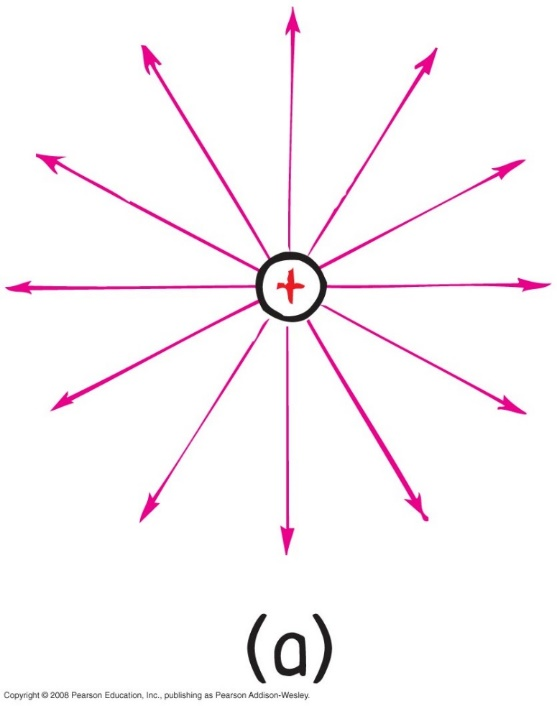 +
(a)
Copyright © 2008 Pearson Education, Inc., publishing as Pearson Addison-Wesley.